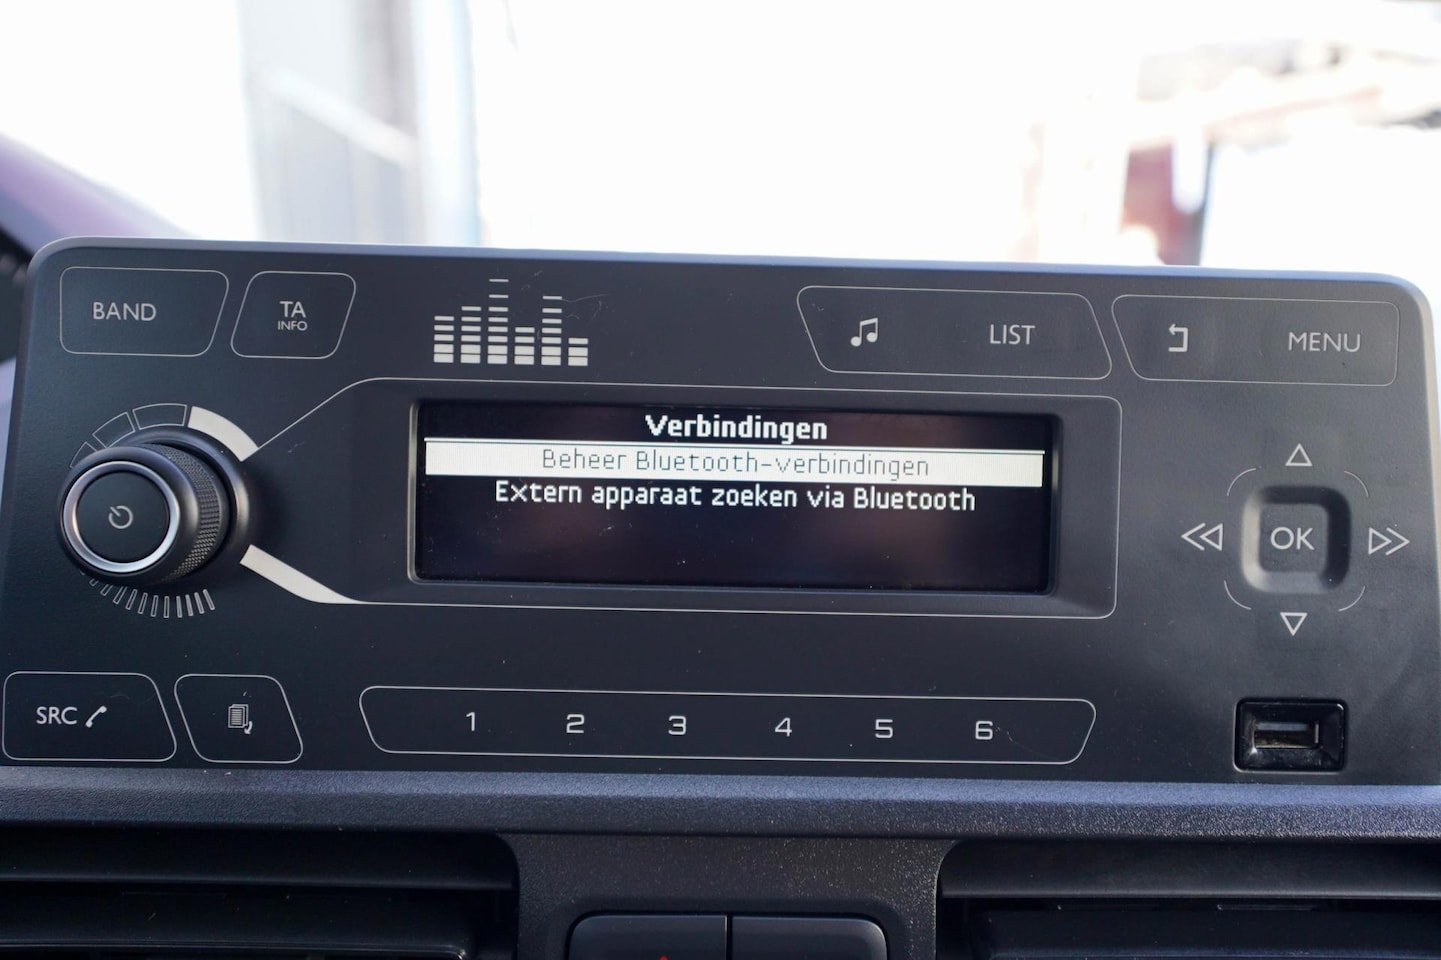 BAND
TA
INFO
LIST
MENU
Verbindingen
Beheer Bluetooth-verbindingen
Extern apparaat zoeken via Bluetooth
OK
SRC
1 2 3 4 5 6